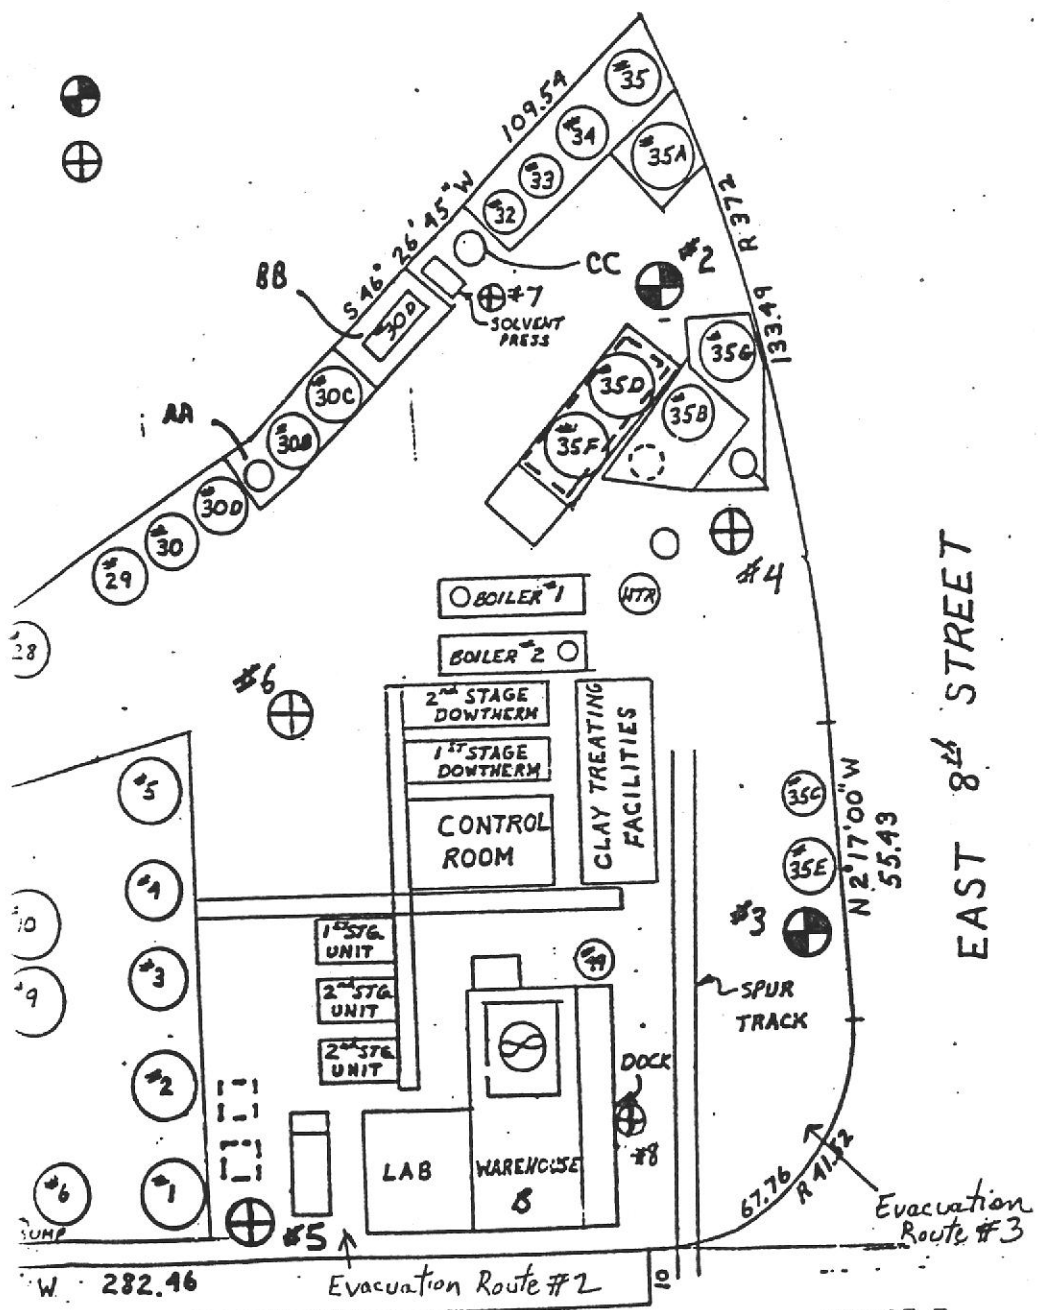 #35
109.54
#34
#35A
#33
#32
R 372
S 46° 26' 45" W
CC
#2
BB
133.49
#7
#30D
SOLVENT
PRESS
35G
#30C
#35D
#35B
AA
#30B
#35F
#30D
#30
#29
#4
EAST 8th STREET
BOILER #1
HTR
#28
BOILER #2
#6
2nd STAGE
DOWTHERM
1ST STAGE
DOWTHERM
CLAY TREATING
FACILITIES
#5
35C
N 2°17'00" W
55.43
CONTROL
ROOM
#35E
#4
#3
10
1ST STG.
UNIT
#49
#3
#9
2nd STG
UNIT
SPUR
TRACK
2nd STG
UNIT
DOCK
#2
#8
LAB
WAREHOUSE
B
67.76
R 41.52
#6
#1
Evacuation
Route #3
SUMP
#5
W 282.46
Evacuation Route #2
10